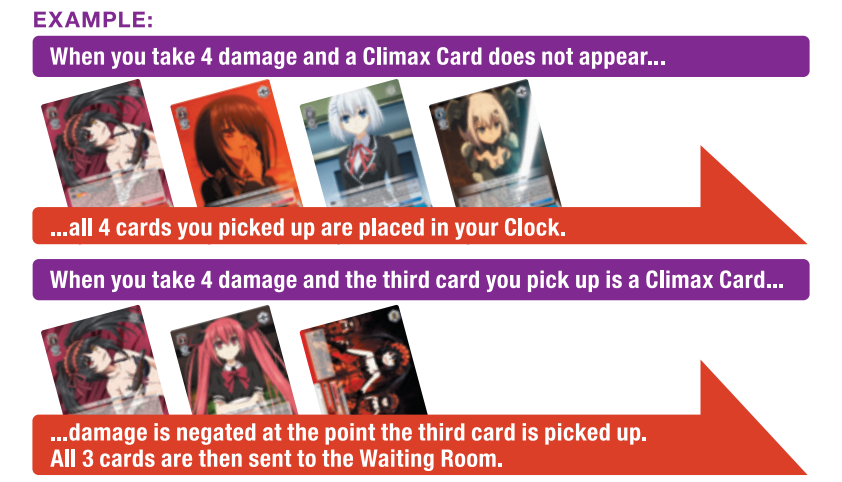 EXAMPLE:
When you take 4 damage and a Climax Card does not appear...
...all 4 cards you picked up are placed in your Clock.
When you take 4 damage and the third card you pick up is a Climax Card...
...damage is negated at the point the third card is picked up.
All 3 cards are then sent to the Waiting Room.